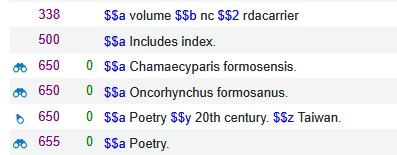 338 $$a volume $$b nc $$2 rdacarrier
500 $$a Includes index.
650 0 $$a Chamaecyparis formosensis.
650 0 $$a Oncorhynchus formosanus.
650 0 $$a Poetry $$y 20th century. $$z Taiwan.
655 0 $$a Poetry.